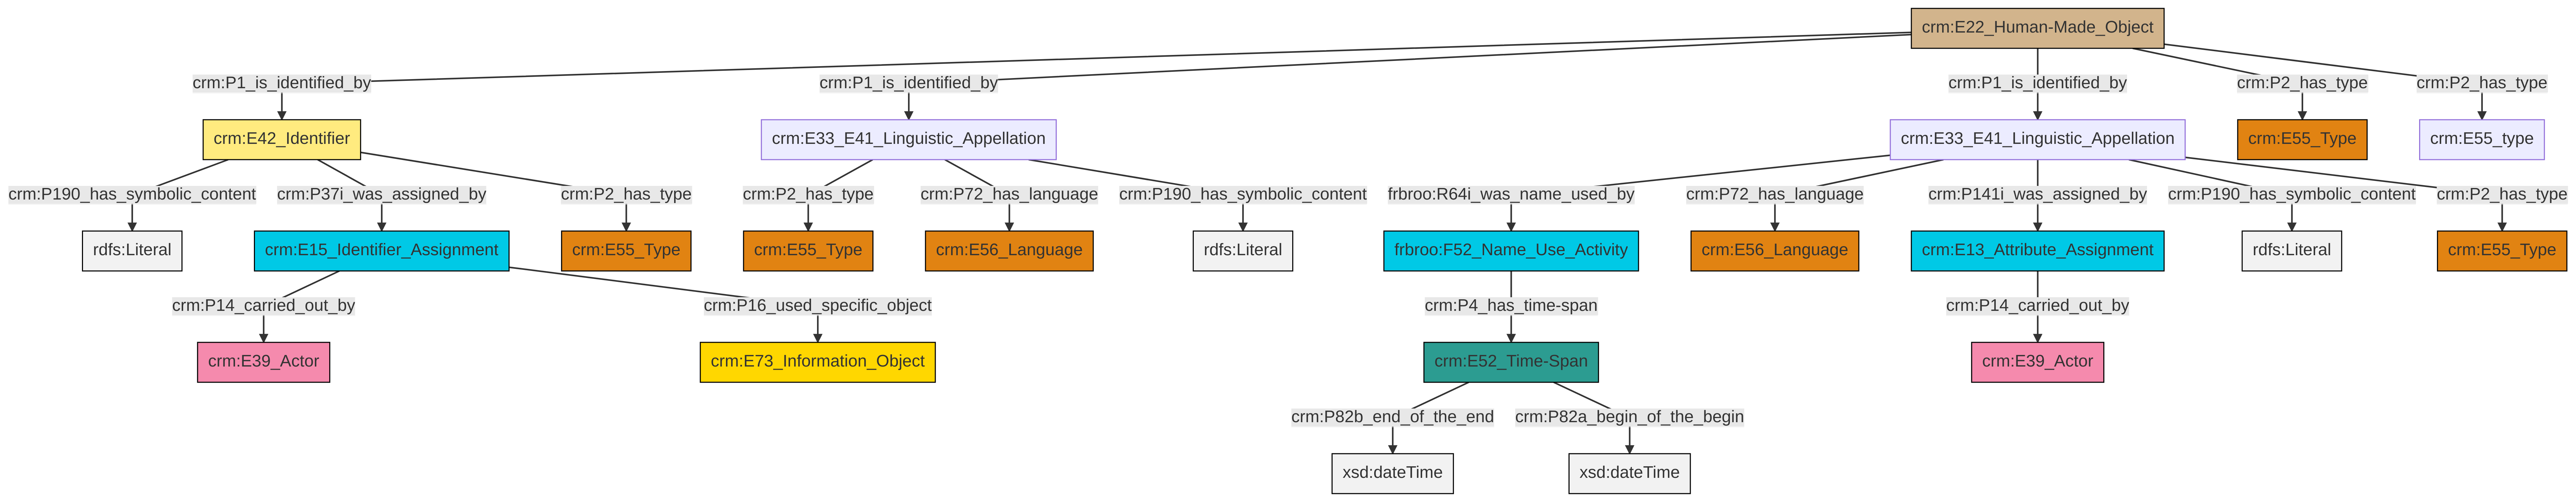 crm:E22_Human-Made_Object
crm:P1_is_identified_by
crm:P1_is_identified_by
crm:P1_is_identified_by
crm:P2_has_type
crm:P2_has_type
crm:E42_Identifier
crm:E33_E41_Linguistic_Appellation
crm:E33_E41_Linguistic_Appellation
crm:E55_Type
crm:E55_type
crm:P190_has_symbolic_content
crm:P37i_was_assigned_by
crm:P2_has_type
crm:P2_has_type
crm:P72_has_language
crm:P190_has_symbolic_content
frbroo:R64i_was_name_used_by
crm:P72_has_language
crm:P141i_was_assigned_by
crm:P190_has_symbolic_content
crm:P2_has_type
rdfs:Literal
crm:E15_Identifier_Assignment
crm:E55_Type
crm:E55_Type
crm:E56_Language
rdfs:Literal
frbroo:F52_Name_Use_Activity
crm:E56_Language
crm:E13_Attribute_Assignment
rdfs:Literal
crm:E55_Type
crm:P14_carried_out_by
crm:P16_used_specific_object
crm:P4_has_time-span
crm:P14_carried_out_by
crm:E39_Actor
crm:E73_Information_Object
crm:E52_Time-Span
crm:E39_Actor
crm:P82b_end_of_the_end
crm:P82a_begin_of_the_begin
xsd:dateTime
xsd:dateTime